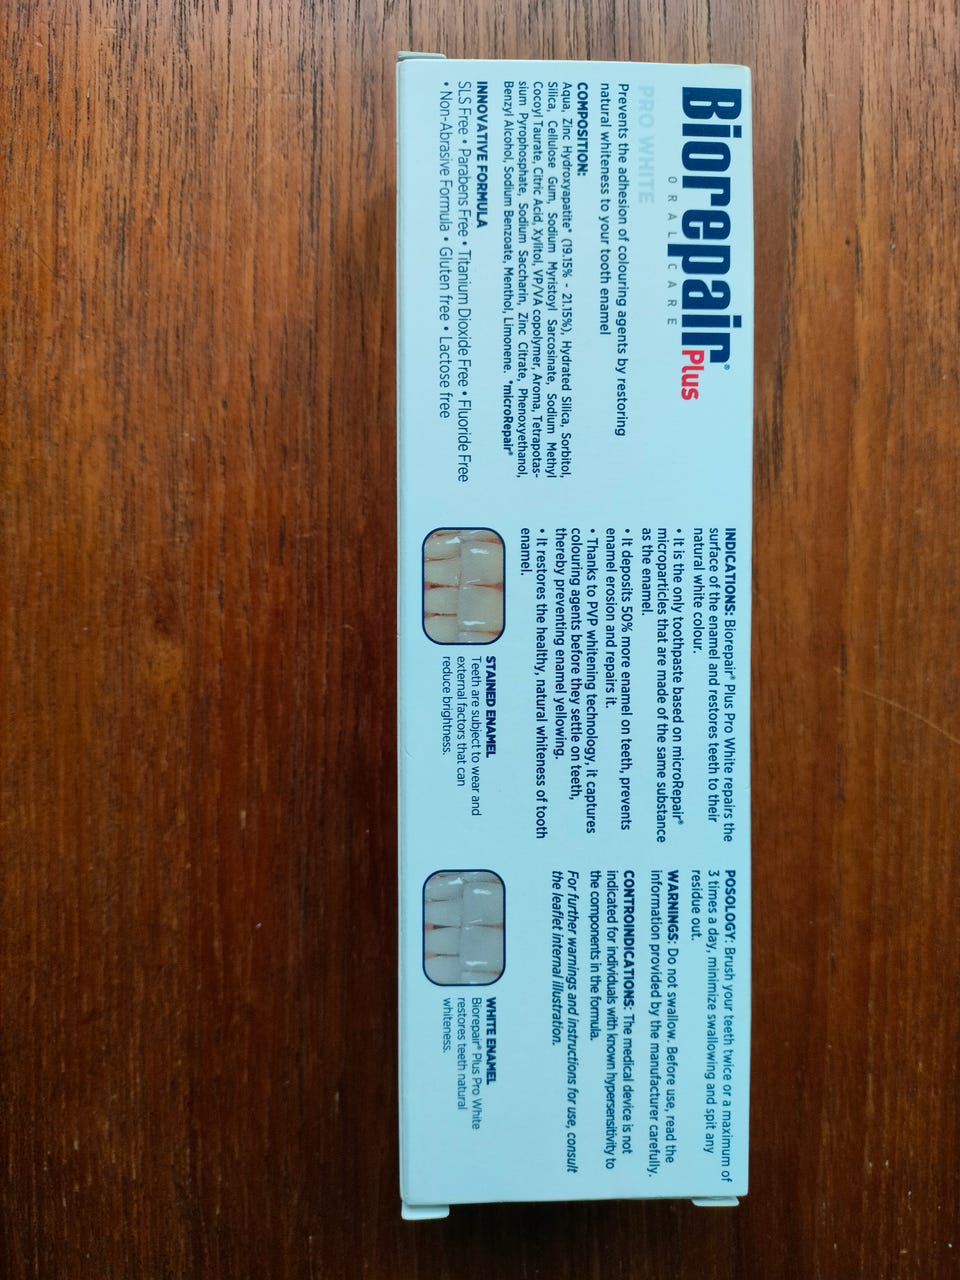 Biorepair® Plus
ORAL CARE
PRO WHITE
Prevents the adhesion of colouring agents by restoring
natural whiteness to your tooth enamel
COMPOSITION:
Aqua, Zinc Hydroxyapatite* (19.15% - 21.15%), Hydrated Silica, Sorbitol,
Silica, Cellulose Gum, Sodium Myristoyl Sarcosinate, Sodium Methyl
Cocoyl Taurate, Citric Acid, Xylitol, VP/VA copolymer, Aroma, Tetrapotas-
sium Pyrophosphate, Sodium Saccharin, Zinc Citrate, Phenoxyethanol,
Benzyl Alcohol, Sodium Benzoate, Menthol, Limonene. *microRepair®
INNOVATIVE FORMULA
SLS Free • Parabens Free • Titanium Dioxide Free • Fluoride Free
• Non-Abrasive Formula • Gluten free • Lactose free
INDICATIONS: Biorepair® Plus Pro White repairs the
surface of the enamel and restores teeth to their
natural white colour.
• It is the only toothpaste based on microRepair®
microparticles that are made of the same substance
as the enamel.
• It deposits 50% more enamel on teeth, prevents
enamel erosion and repairs it.
• Thanks to PVP whitening technology, it captures
colouring agents before they settle on teeth,
thereby preventing enamel yellowing.
• It restores the healthy, natural whiteness of tooth
enamel.
STAINED ENAMEL
Teeth are subject to wear and
external factors that can
reduce brightness.
POSOLOGY: Brush your teeth twice or a maximum of
3 times a day, minimize swallowing and spit any
residue out.
WARNINGS: Do not swallow. Before use, read the
information provided by the manufacturer carefully.
CONTROINDICATIONS: The medical device is not
indicated for individuals with known hypersensitivity to
the components in the formula.
For further warnings and instructions for use, consult
the leaflet internal illustration.
WHITE ENAMEL
Biorepair® Plus Pro White
restores teeth natural
whiteness.